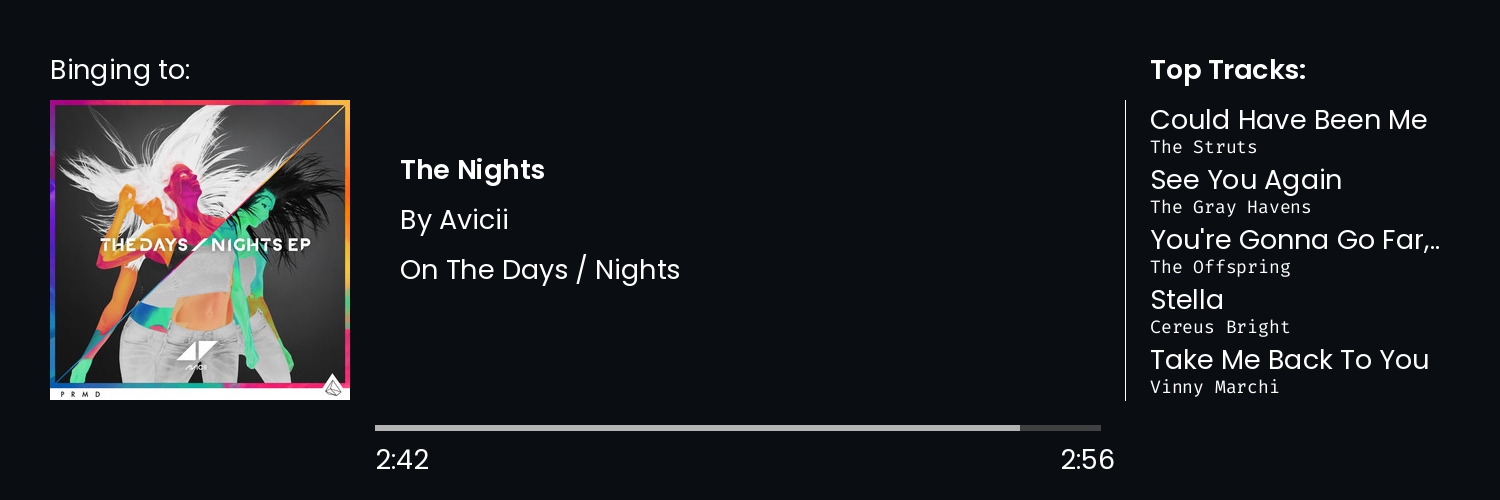 Binging to:
THE DAYS / NIGHTS EP
AVICII
PRMD
The Nights
By Avicii
On The Days / Nights
2:42
2:56
Top Tracks:
Could Have Been Me
The Struts
See You Again
The Gray Havens
You're Gonna Go Far,..
The Offspring
Stella
Cereus Bright
Take Me Back To You
Vinny Marchi